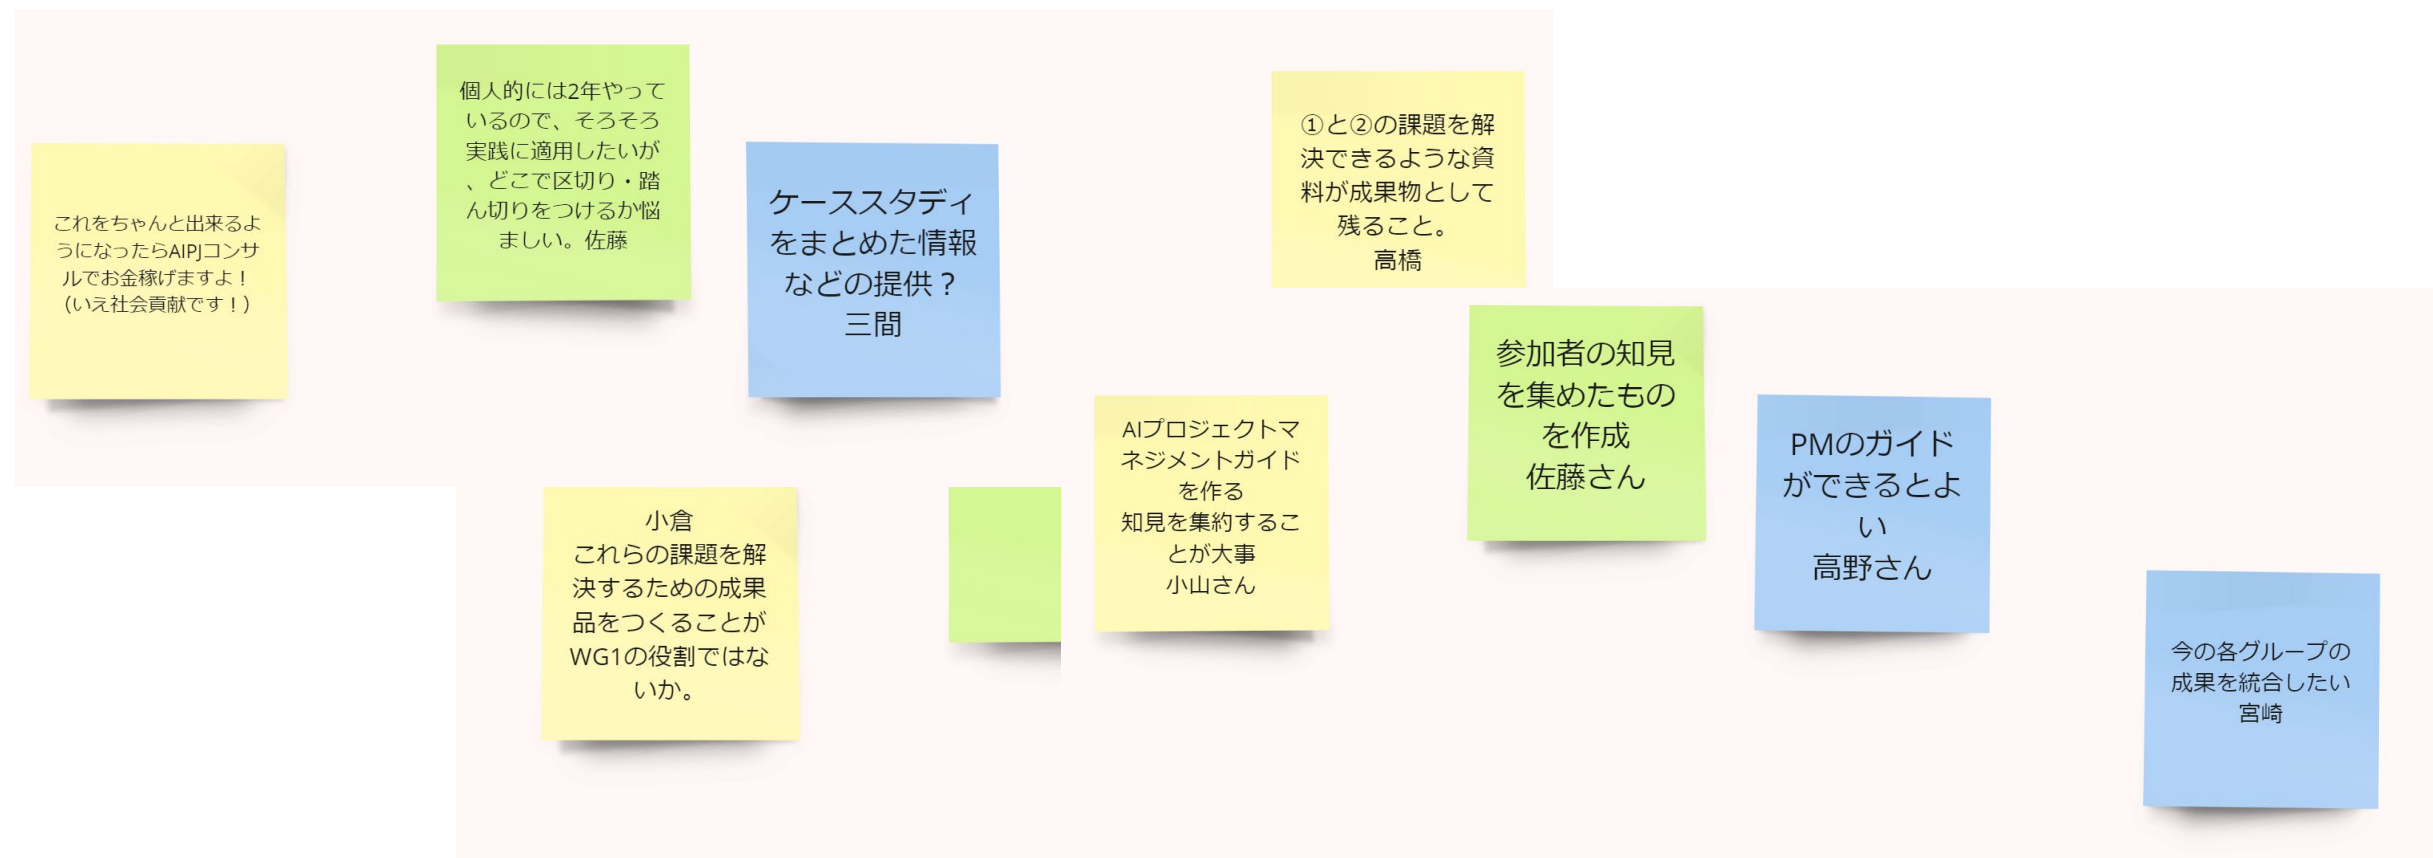 これをちゃんと出来るよ
うになったらAIPJコンサ
ルでお金稼げますよ！
（いえ社会貢献です！）
個人的には2年やって
いるので、そろそろ
実践に適用したいが
、どこで区切り・踏
ん切りをつけるか悩
ましい。佐藤
ケーススタディ
をまとめた情報
などの提供？
三間
①と②の課題を解
決できるような資
料が成果物として
残ること。
高橋
小倉
これらの課題を解
決するための成果
品をつくることが
WG1の役割ではな
いか。
AIプロジェクトマ
ネジメントガイド
を作る
知見を集約するこ
とが大事
小山さん
参加者の知見
を集めたもの
を作成
佐藤さん
PMのガイド
ができるとよ
い
高野さん
今の各グループの
成果を統合したい
宮崎